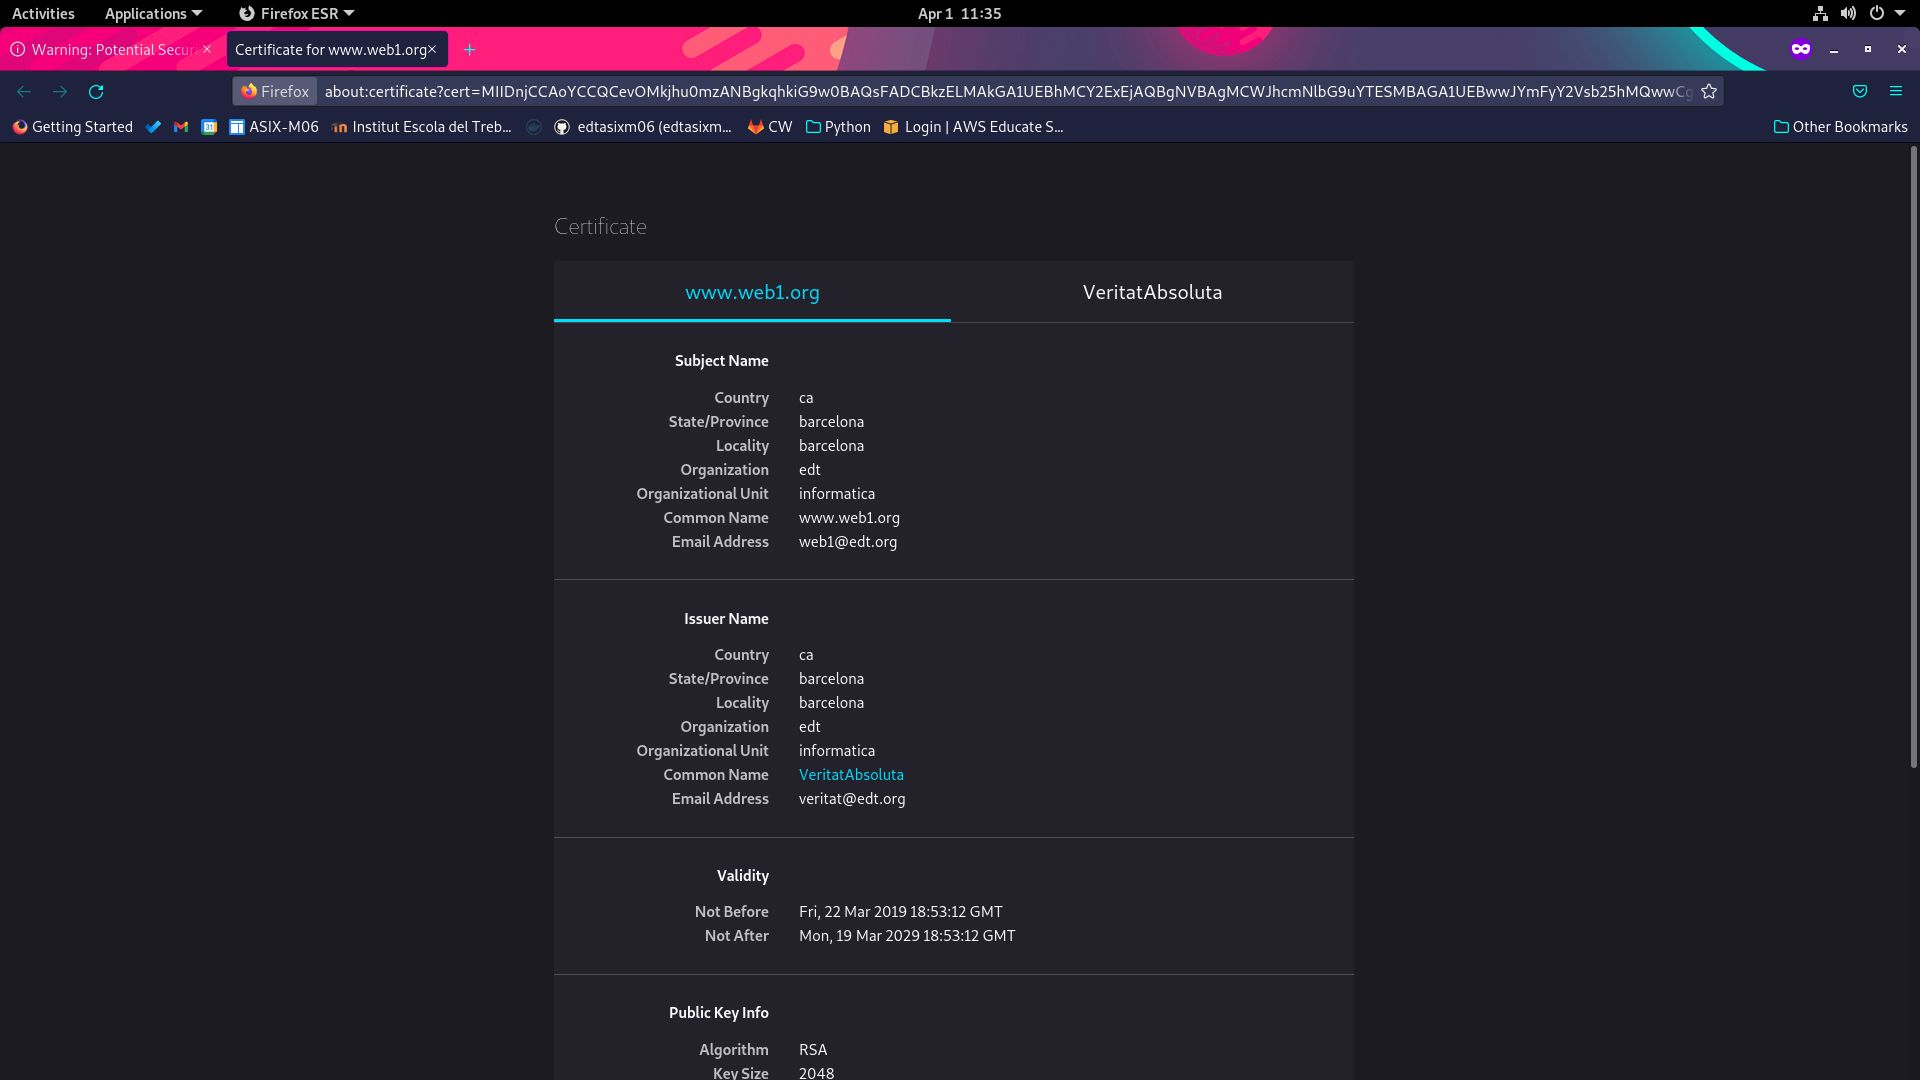 Activities Applications Firefox ESR Apr 1 11:35
Warning: Potential Secur Certificate for www.web1.org
Firefox about:certificate?cert=MIIDnjCCAoYCCQCevOMkjhu0mzANBgkqhkiG9w0BAQsFADCBkzELMAkGA1UEBhMCY2ExEjAQBgNVBAgMCWJhcmNlbG9uYTESMBAGA1UEBwwJYmFyY2Vsb25hMQwwCg
Getting Started 31 ASIX-M06 Institut Escola del Treb... edtasixm06 (edtasixm... CW Python Login | AWS Educate S... Other Bookmarks
Certificate
www.web1.org VeritatAbsoluta
Subject Name
Country ca
State/Province barcelona
Locality barcelona
Organization edt
Organizational Unit informatica
Common Name www.web1.org
Email Address web1@edt.org
Issuer Name
Country ca
State/Province barcelona
Locality barcelona
Organization edt
Organizational Unit informatica
Common Name VeritatAbsoluta
Email Address veritat@edt.org
Validity
Not Before Fri, 22 Mar 2019 18:53:12 GMT
Not After Mon, 19 Mar 2029 18:53:12 GMT
Public Key Info
Algorithm RSA
Key Size 2048